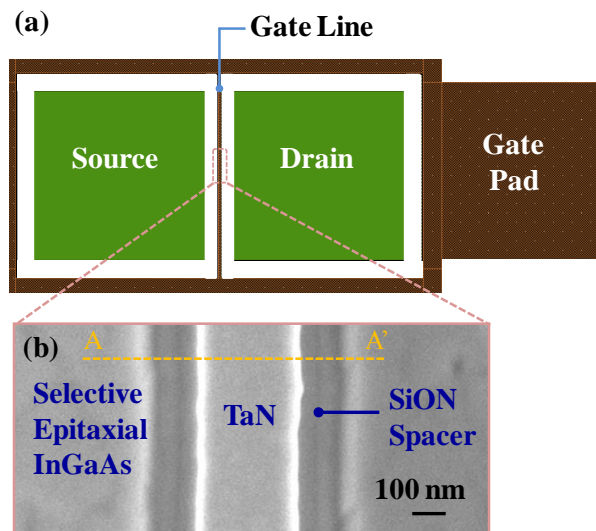 (a)
Gate Line
Source
Drain
Gate
Pad
(b)
A
A’
Selective
Epitaxial
InGaAs
TaN
SiON
Spacer
100 nm